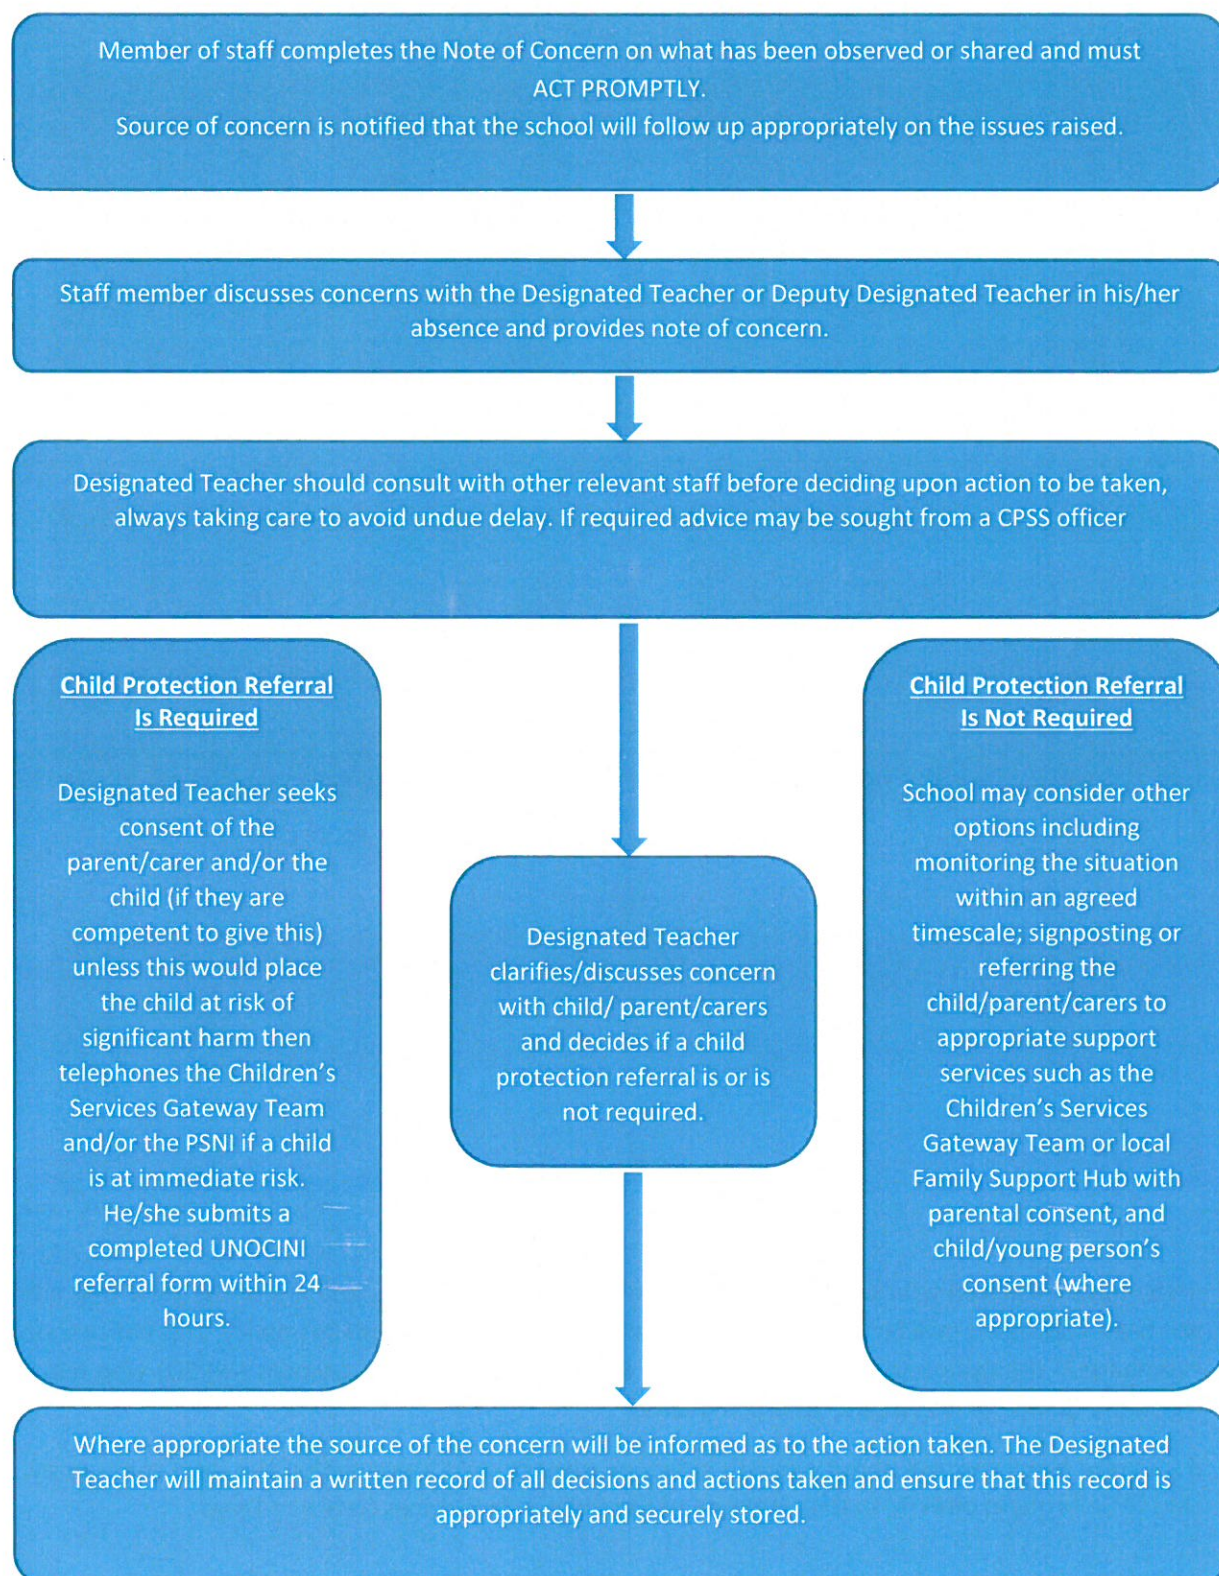 Member of staff completes the Note of Concern on what has been observed or shared and must
ACT PROMPTLY.
Source of concern is notified that the school will follow up appropriately on the issues raised.
Staff member discusses concerns with the Designated Teacher or Deputy Designated Teacher in his/her
absence and provides note of concern.
Designated Teacher should consult with other relevant staff before deciding upon action to be taken,
always taking care to avoid undue delay. If required advice may be sought from a CPSS officer
Child Protection Referral
Is Required
Designated Teacher seeks
consent of the
parent/carer and/or the
child (if they are
competent to give this)
unless this would place
the child at risk of
significant harm then
telephones the Children’s
Services Gateway Team
and/or the PSNI if a child
is at immediate risk.
He/she submits a
completed UNOCINI
referral form within 24
hours.
Designated Teacher
clarifies/discusses concern
with child/ parent/carers
and decides if a child
protection referral is or is
not required.
Child Protection Referral
Is Not Required
School may consider other
options including
monitoring the situation
within an agreed
timescale; signposting or
referring the
child/parent/carers to
appropriate support
services such as the
Children’s Services
Gateway Team or local
Family Support Hub with
parental consent, and
child/young person’s
consent (where
appropriate).
Where appropriate the source of the concern will be informed as to the action taken. The Designated
Teacher will maintain a written record of all decisions and actions taken and ensure that this record is
appropriately and securely stored.